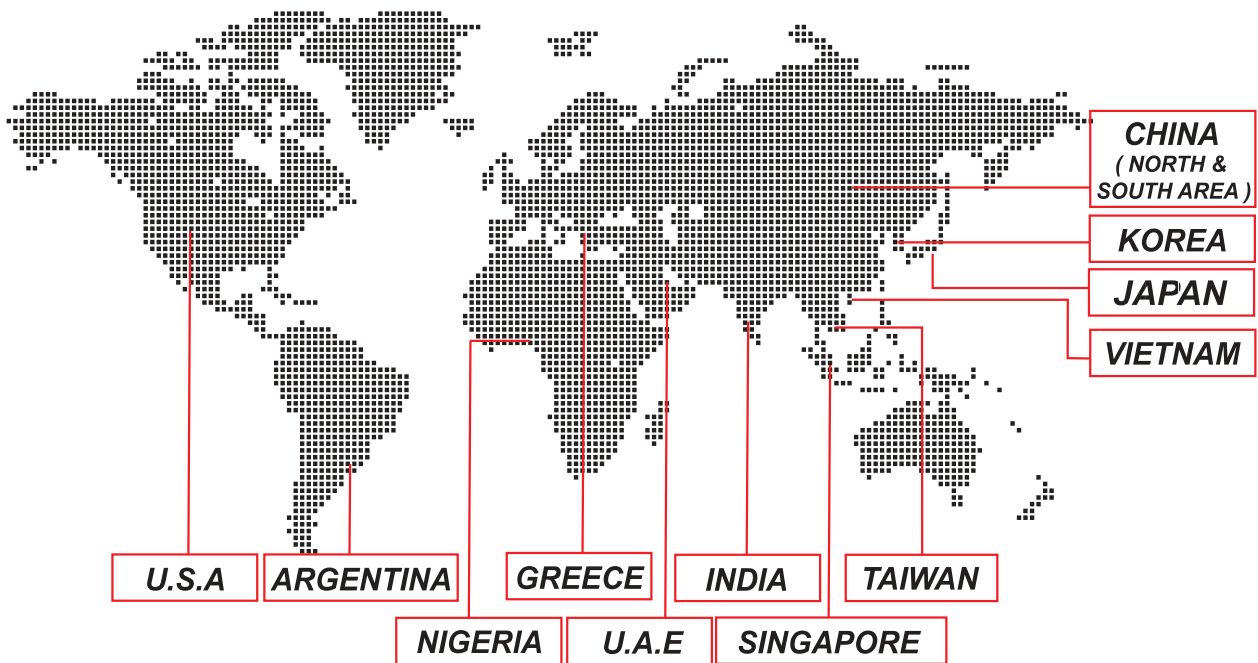 CHINA
( NORTH &
SOUTH AREA )
KOREA
JAPAN
VIETNAM
U.S.A
ARGENTINA
GREECE
INDIA
TAIWAN
NIGERIA
U.A.E
SINGAPORE